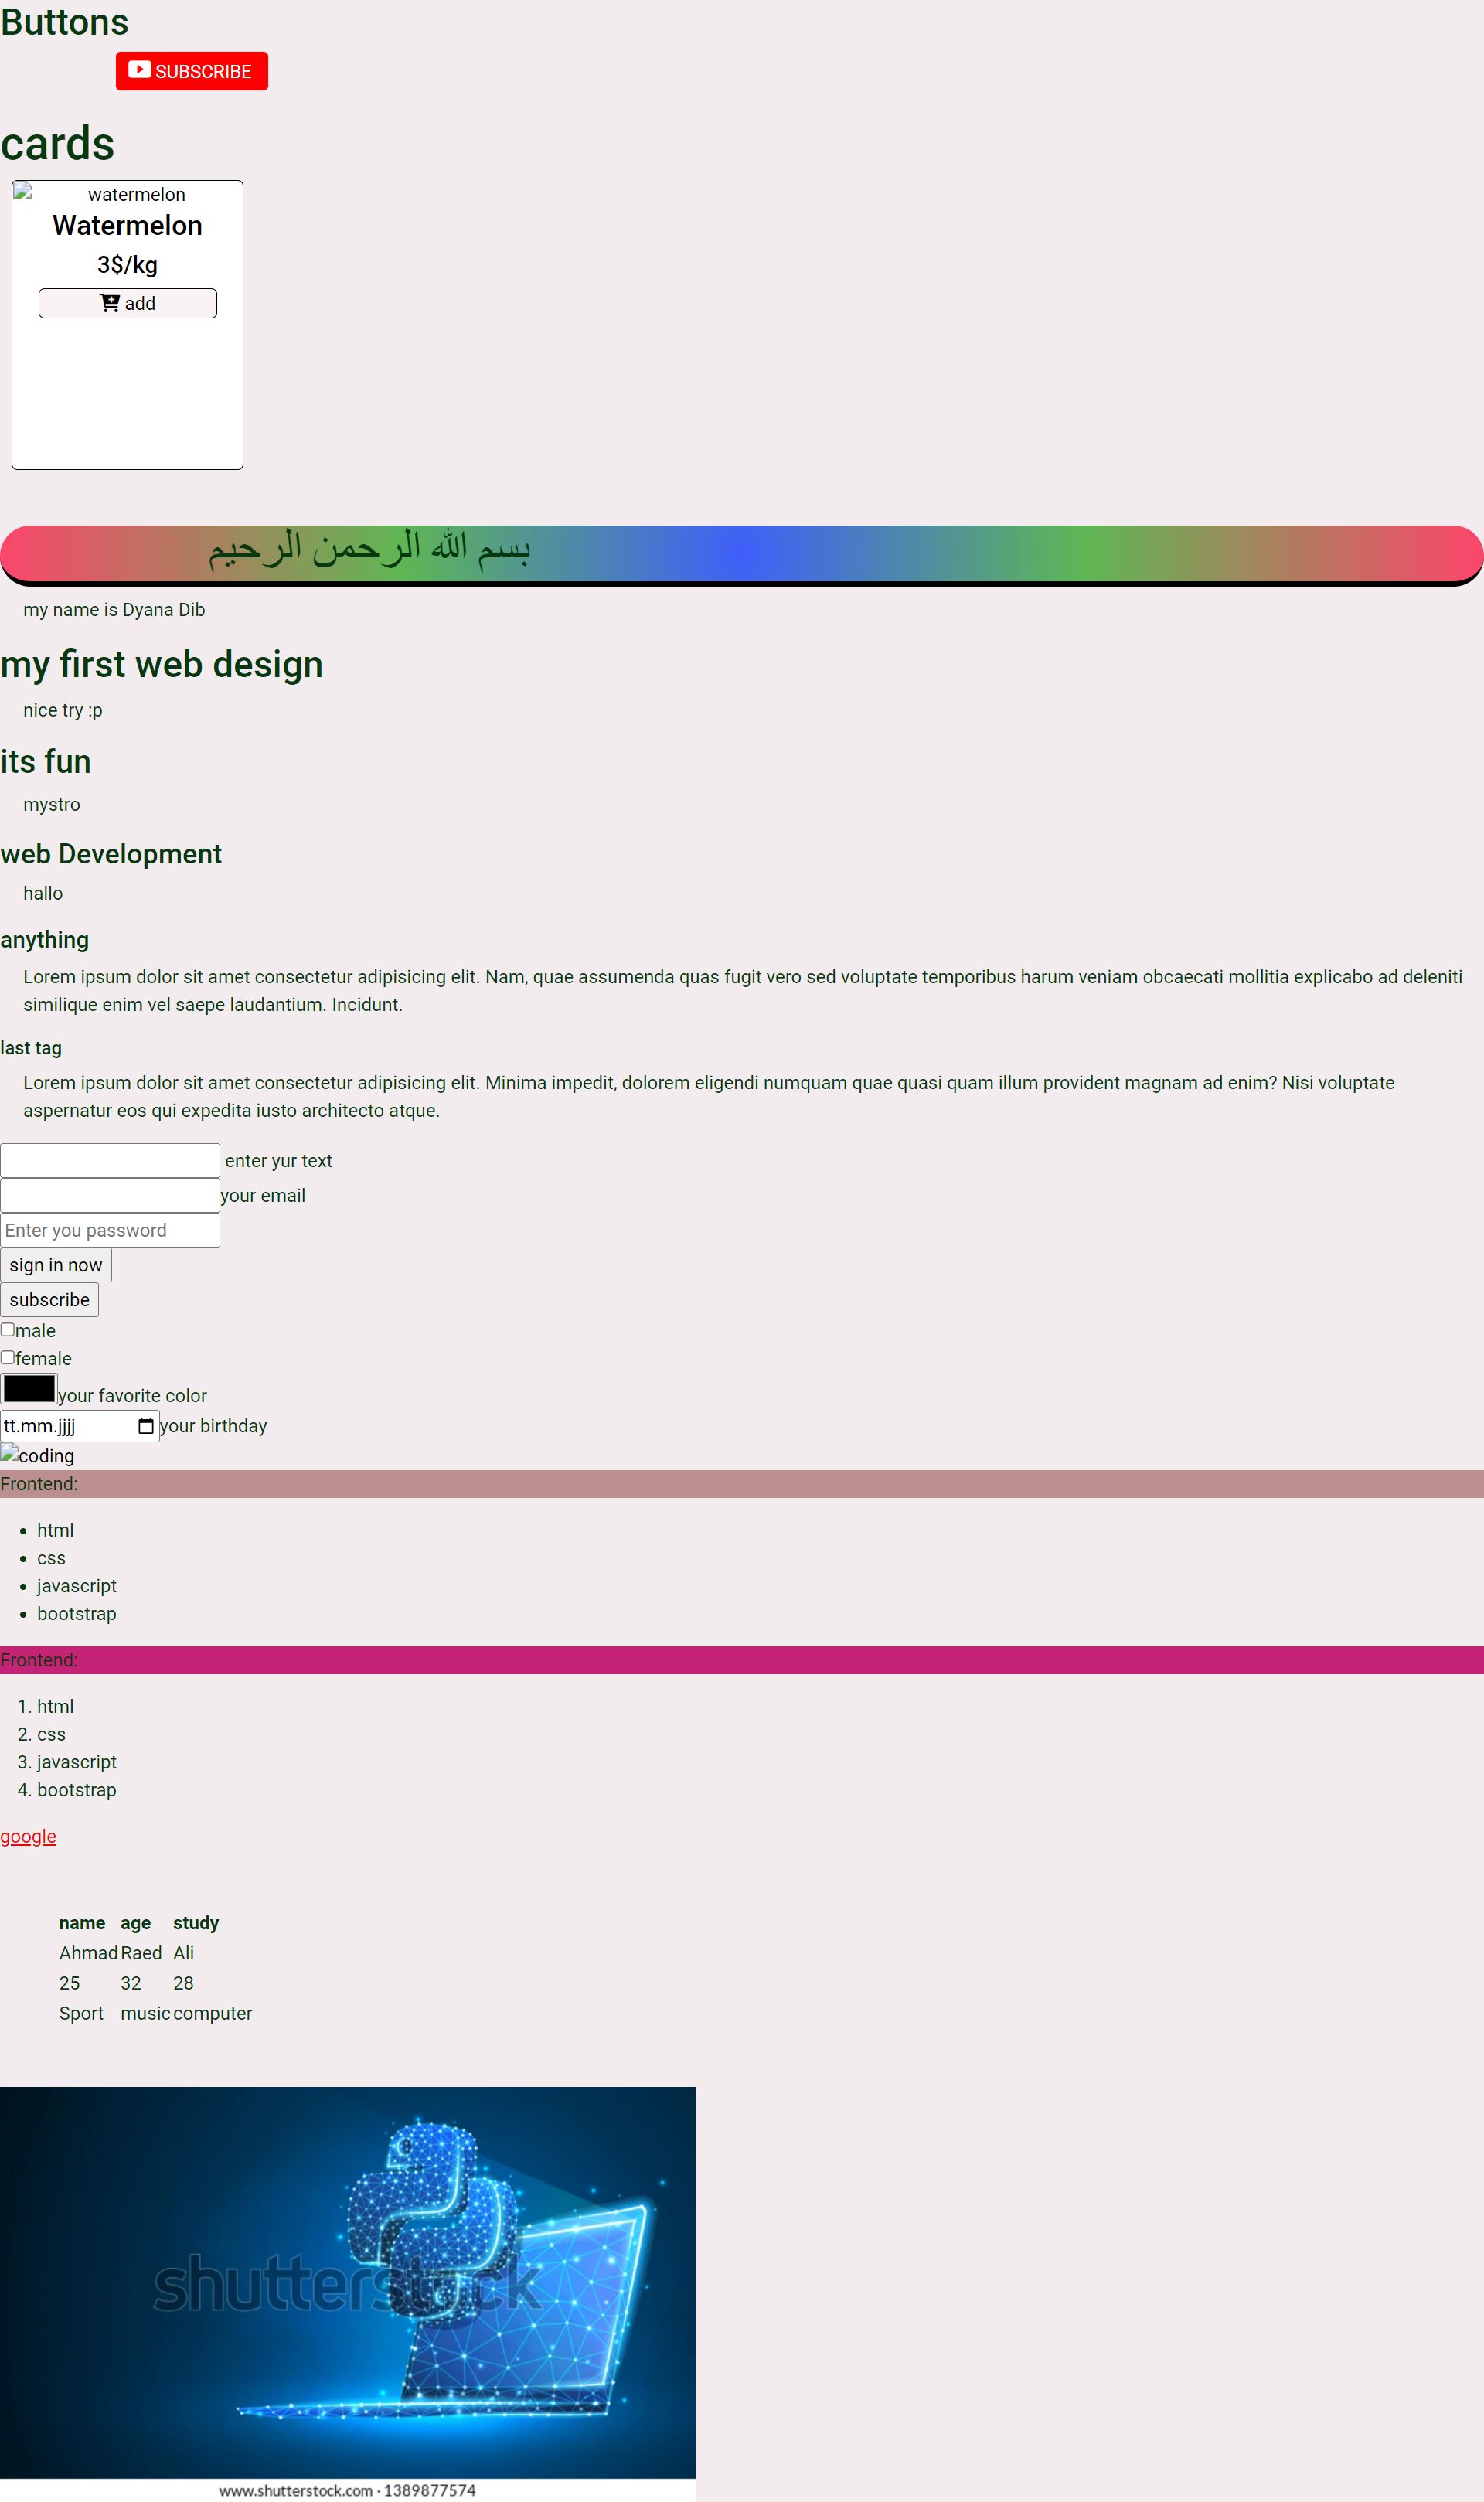 Buttons
SUBSCRIBE
cards
watermelon
Watermelon
3$/kg
add
بسم الله الرحمن الرحيم
my name is Dyana Dib
my first web design
nice try :p
its fun
mystro
web Development
hallo
anything
Lorem ipsum dolor sit amet consectetur adipisicing elit. Nam, quae assumenda quas fugit vero sed voluptate temporibus harum veniam obcaecati mollitia explicabo ad deleniti
similique enim vel saepe laudantium. Incidunt.
last tag
Lorem ipsum dolor sit amet consectetur adipisicing elit. Minima impedit, dolorem eligendi numquam quae quasi quam illum provident magnam ad enim? Nisi voluptate
aspernatur eos qui expedita iusto architecto atque.
enter yur text
your email
Enter you password
sign in now
subscribe
male
female
your favorite color
tt.mm.jjjj your birthday
coding
Frontend:
html
css
javascript
bootstrap
Frontend:
1. html
2. css
3. javascript
4. bootstrap
google
name age study
Ahmad Raed Ali
25 32 28
Sport music computer
shutterstock
www.shutterstock.com · 1389877574